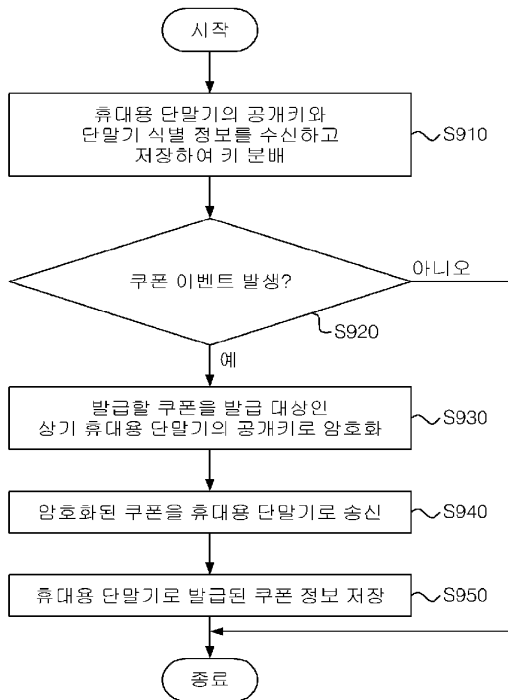 시작
휴대용 단말기의 공개키와
단말기 식별 정보를 수신하고
저장하여 키 분배
S910
쿠폰 이벤트 발생?
아니오
S920
예
발급할 쿠폰을 발급 대상인
상기 휴대용 단말기의 공개키로 암호화
S930
암호화된 쿠폰을 휴대용 단말기로 송신
S940
휴대용 단말기로 발급된 쿠폰 정보 저장
S950
종료